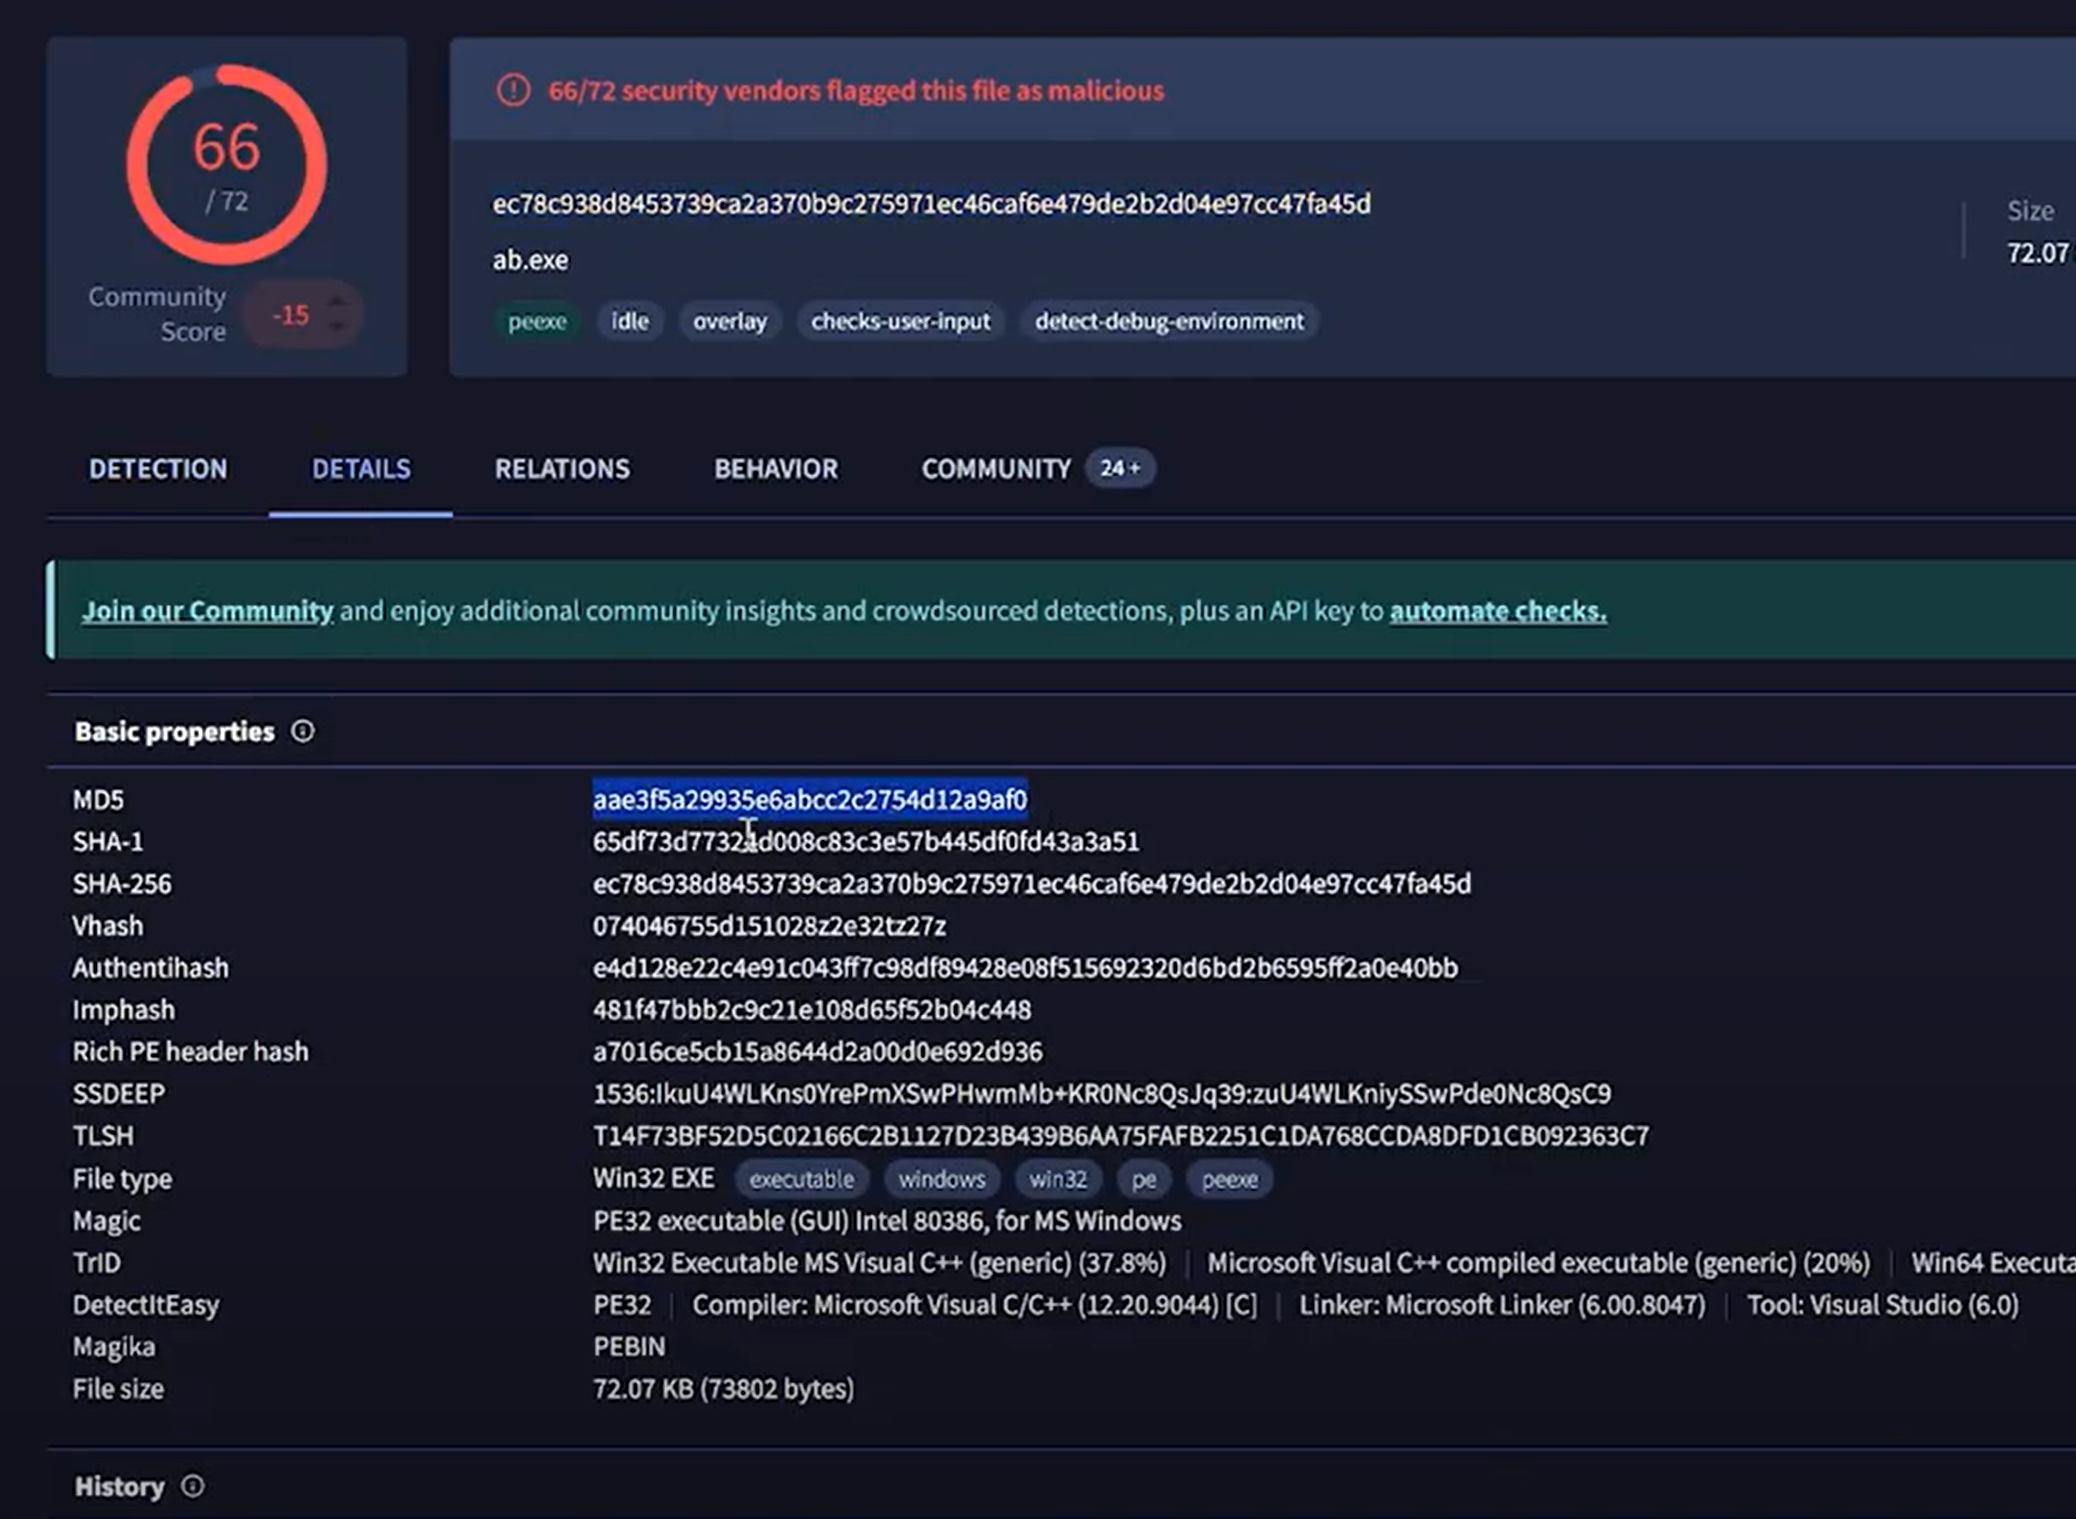 66/72 security vendors flagged this file as malicious
66
/ 72
Community
Score
-15
ec78c938d8453739ca2a370b9c275971ec46caf6e479de2b2d04e97cc47fa45d
ab.exe
peexe idle overlay checks-user-input detect-debug-environment
Size
72.07
DETECTION DETAILS RELATIONS BEHAVIOR COMMUNITY 24+
Join our Community and enjoy additional community insights and crowdsourced detections, plus an API key to automate checks.
Basic properties
MD5 aae3f5a29935e6abcc2c2754d12a9af0
SHA-1
SHA-256 ec78c938d8453739ca2a370b9c275971ec46caf6e479de2b2d04e97cc47fa45d
Vhash 074046755d151028z2e32tz27z
Authentihash e4d128e22c4e91c043ff7c98df89428e08f515692320d6bd2b6595ff2a0e40bb
Imphash 481f47bbb2c9c21e108d65f52b04c448
Rich PE header hash a7016ce5cb15a8644d2a00d0e692d936
SSDEEP 1536:IkuU4WLKns0YrePmXSwPHwmMb+KR0Nc8QsJq39:zuU4WLKniySSwPde0Nc8QsC9
TLSH T14F73BF52D5C02166C2B1127D23B439B6AA75FAFB2251C1DA768CCDA8DFD1CB092363C7
File type Win32 EXE executable windows win32 pe peexe
Magic PE32 executable (GUI) Intel 80386, for MS Windows
TrID Win32 Executable MS Visual C++ (generic) (37.8%) | Microsoft Visual C++ compiled executable (generic) (20%) | Win64 Executa
DetectItEasy PE32 | Compiler: Microsoft Visual C/C++ (12.20.9044) [C] | Linker: Microsoft Linker (6.00.8047) | Tool: Visual Studio (6.0)
Magika PEBIN
File size 72.07 KB (73802 bytes)
History